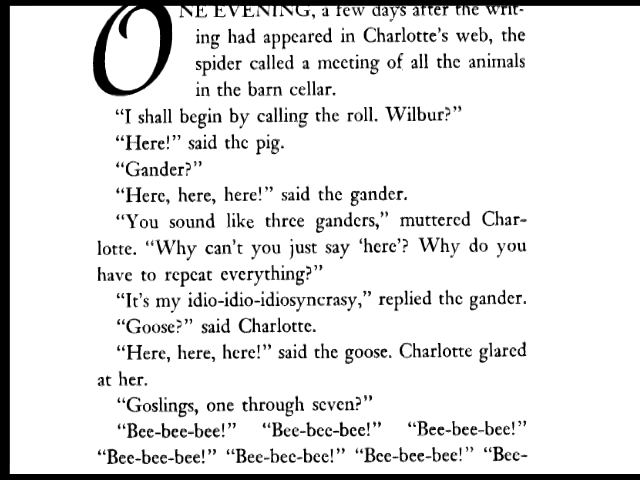 ONE EVENING, a few days after the writ-
ing had appeared in Charlotte's web, the
spider called a meeting of all the animals
in the barn cellar.
"I shall begin by calling the roll. Wilbur?"
"Here!" said the pig.
"Gander?"
"Here, here, here!" said the gander.
"You sound like three ganders," muttered Char-
lotte. "Why can't you just say 'here'? Why do you
have to repeat everything?"
"It's my idio-idio-idiosyncrasy," replied the gander.
"Goose?" said Charlotte.
"Here, here, here!" said the goose. Charlotte glared
at her.
"Goslings, one through seven?"
"Bee-bee-bee!" "Bee-bee-bee!" "Bee-bee-bee!"
"Bee-bee-bee!" "Bee-bee-bee!" "Bee-bee-bee!" "Bee-